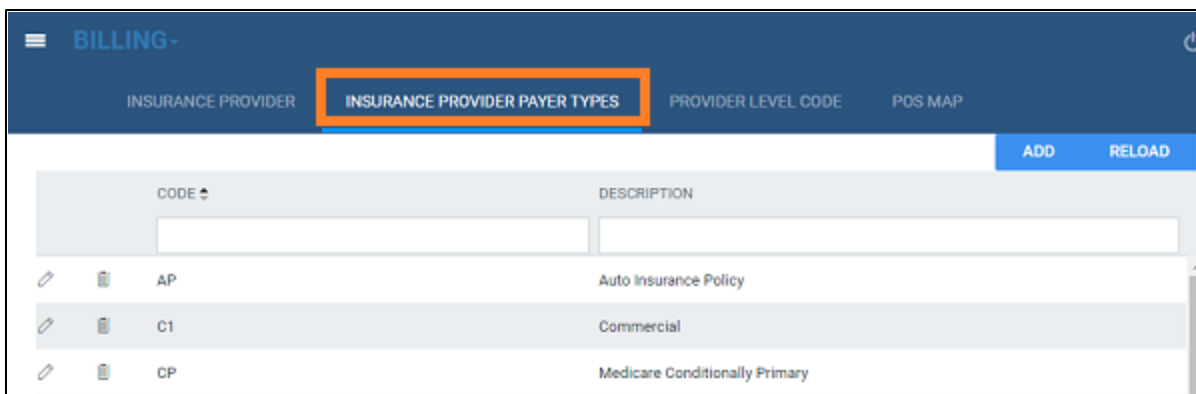 BILLING-
INSURANCE PROVIDER INSURANCE PROVIDER PAYER TYPES PROVIDER LEVEL CODE POS MAP
ADD RELOAD
CODE DESCRIPTION
AP Auto Insurance Policy
C1 Commercial
CP Medicare Conditionally Primary